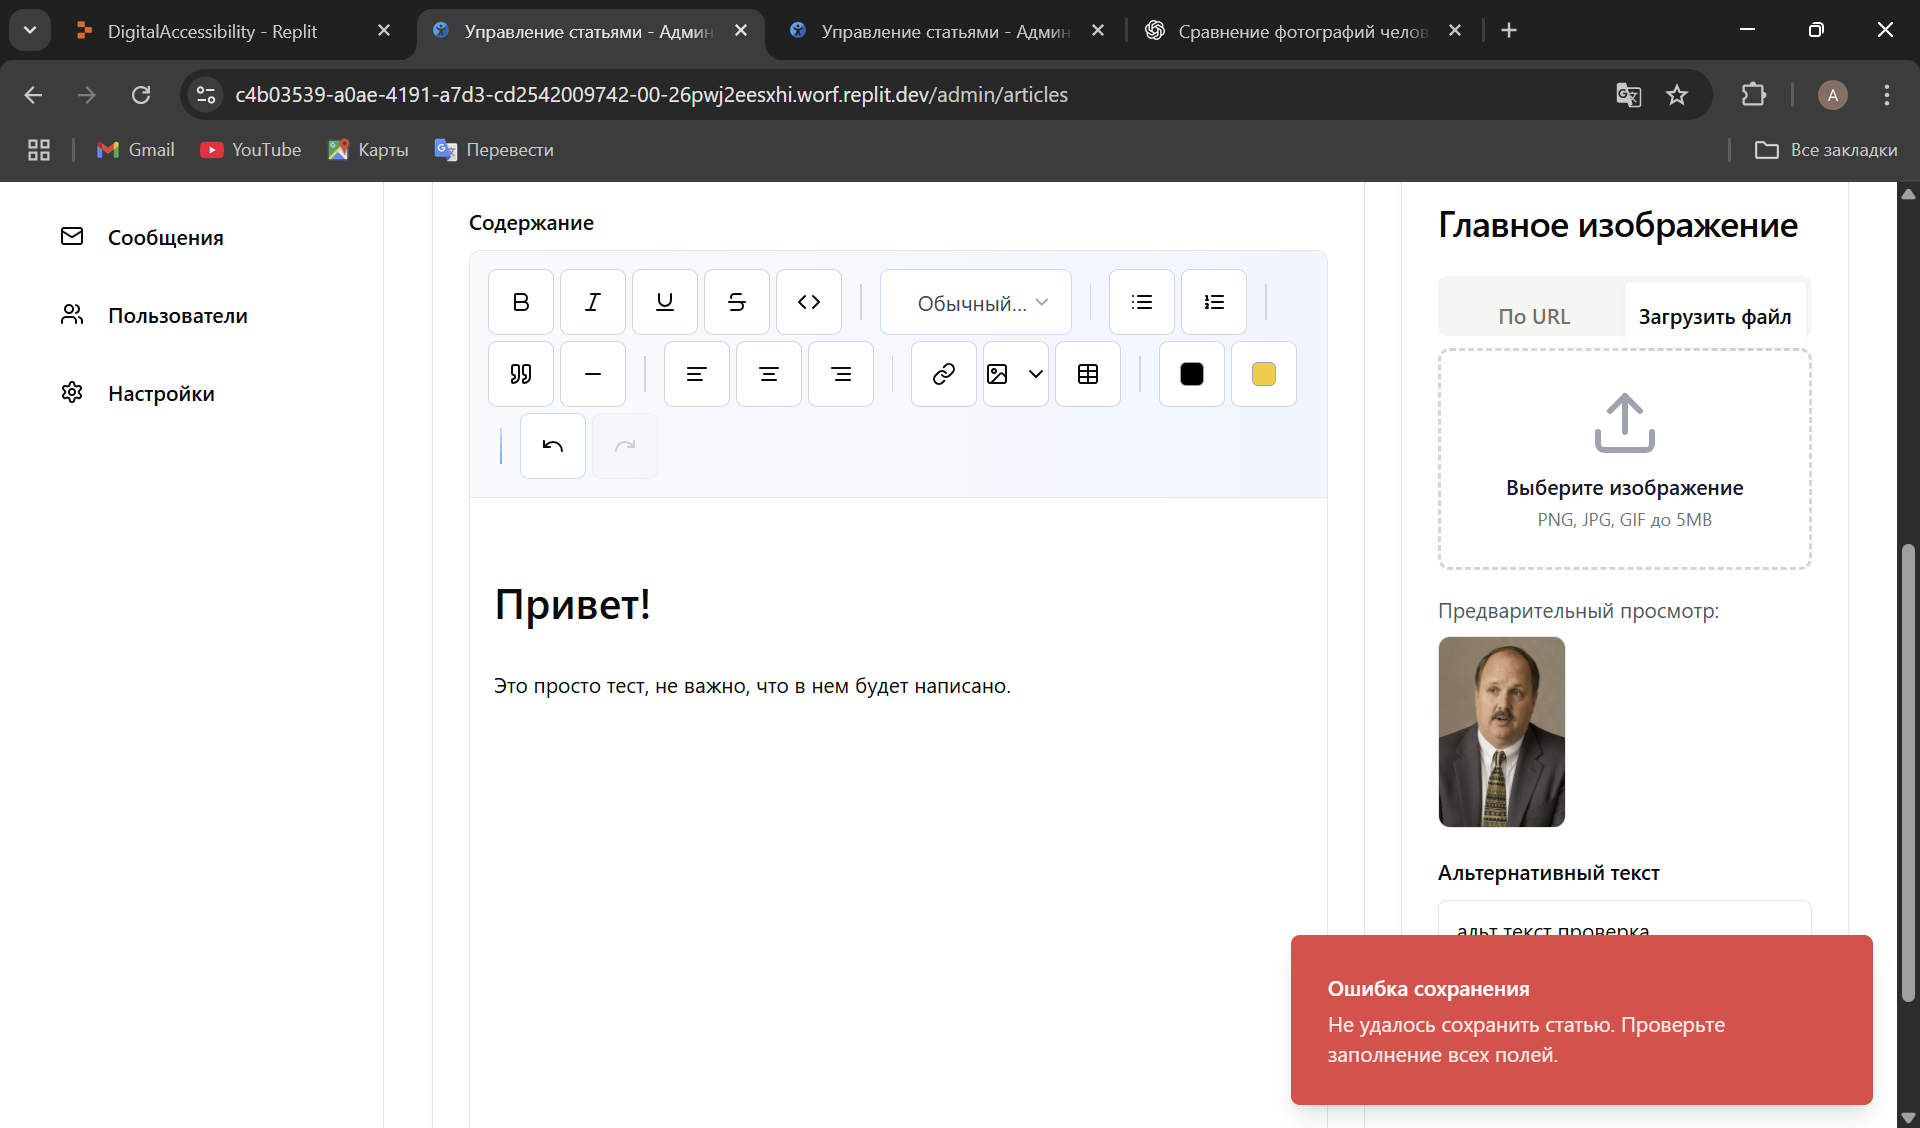 DigitalAccessibility - Replit
Управление статьями - Админ
Управление статьями - Админ
Сравнение фотографий челов
c4b03539-a0ae-4191-a7d3-cd2542009742-00-26pwj2eesxhi.worf.replit.dev/admin/articles
A
Gmail
YouTube
Карты
Перевести
Все закладки
Сообщения
Пользователи
Настройки
Содержание
Обычный...
Привет!
Это просто тест, не важно, что в нем будет написано.
Главное изображение
По URL
Загрузить файл
Выберите изображение
PNG, JPG, GIF до 5MB
Предварительный просмотр:
Альтернативный текст
альт текст проверка
Ошибка сохранения
Не удалось сохранить статью. Проверьте
заполнение всех полей.